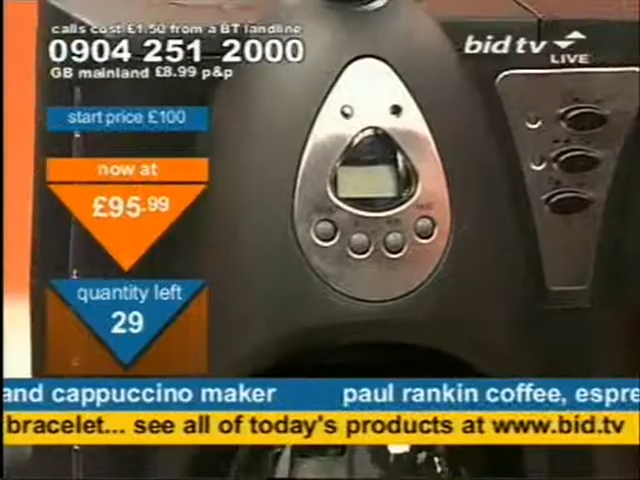 calls cost £1.50 from a BT landline
0904 251 2000
GB mainland £8.99 p&p
bid tv
LIVE
start price £100
now at
£95.99
quantity left
29
and cappuccino maker paul rankin coffee, espre
bracelet... see all of today's products at www.bid.tv